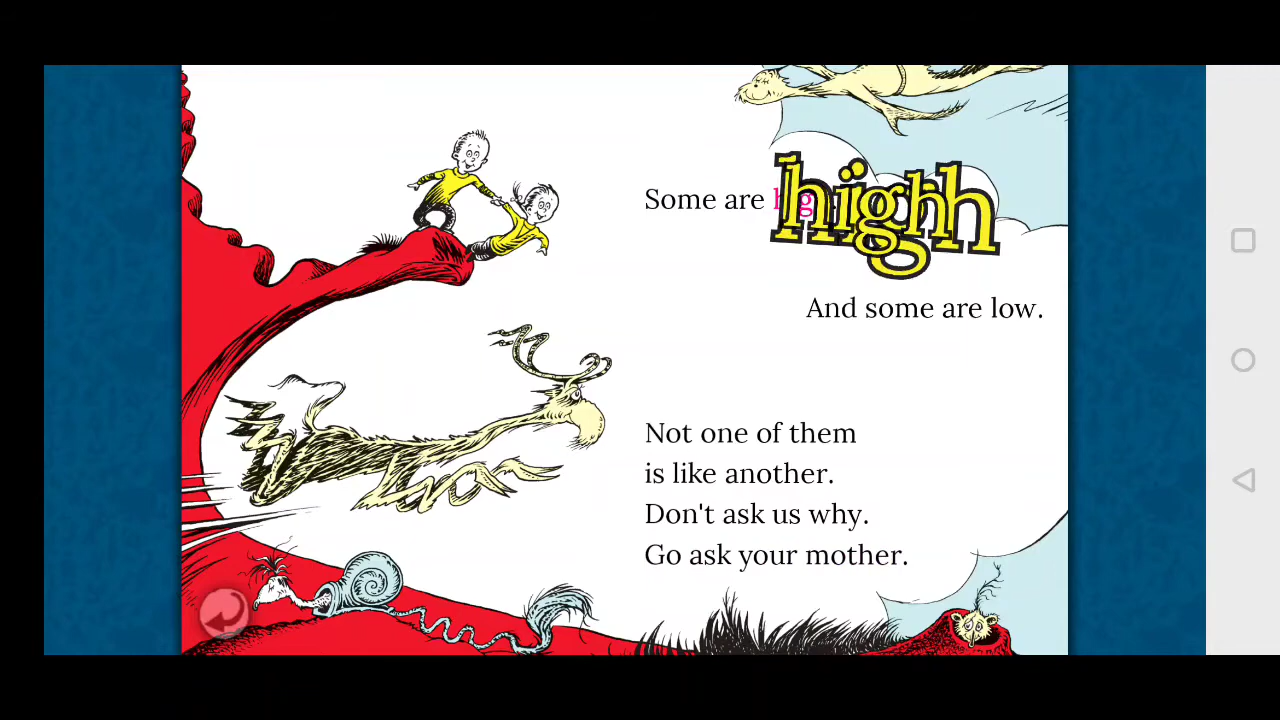 Some are high
high
And some are low.
Not one of them
is like another.
Don't ask us why.
Go ask your mother.